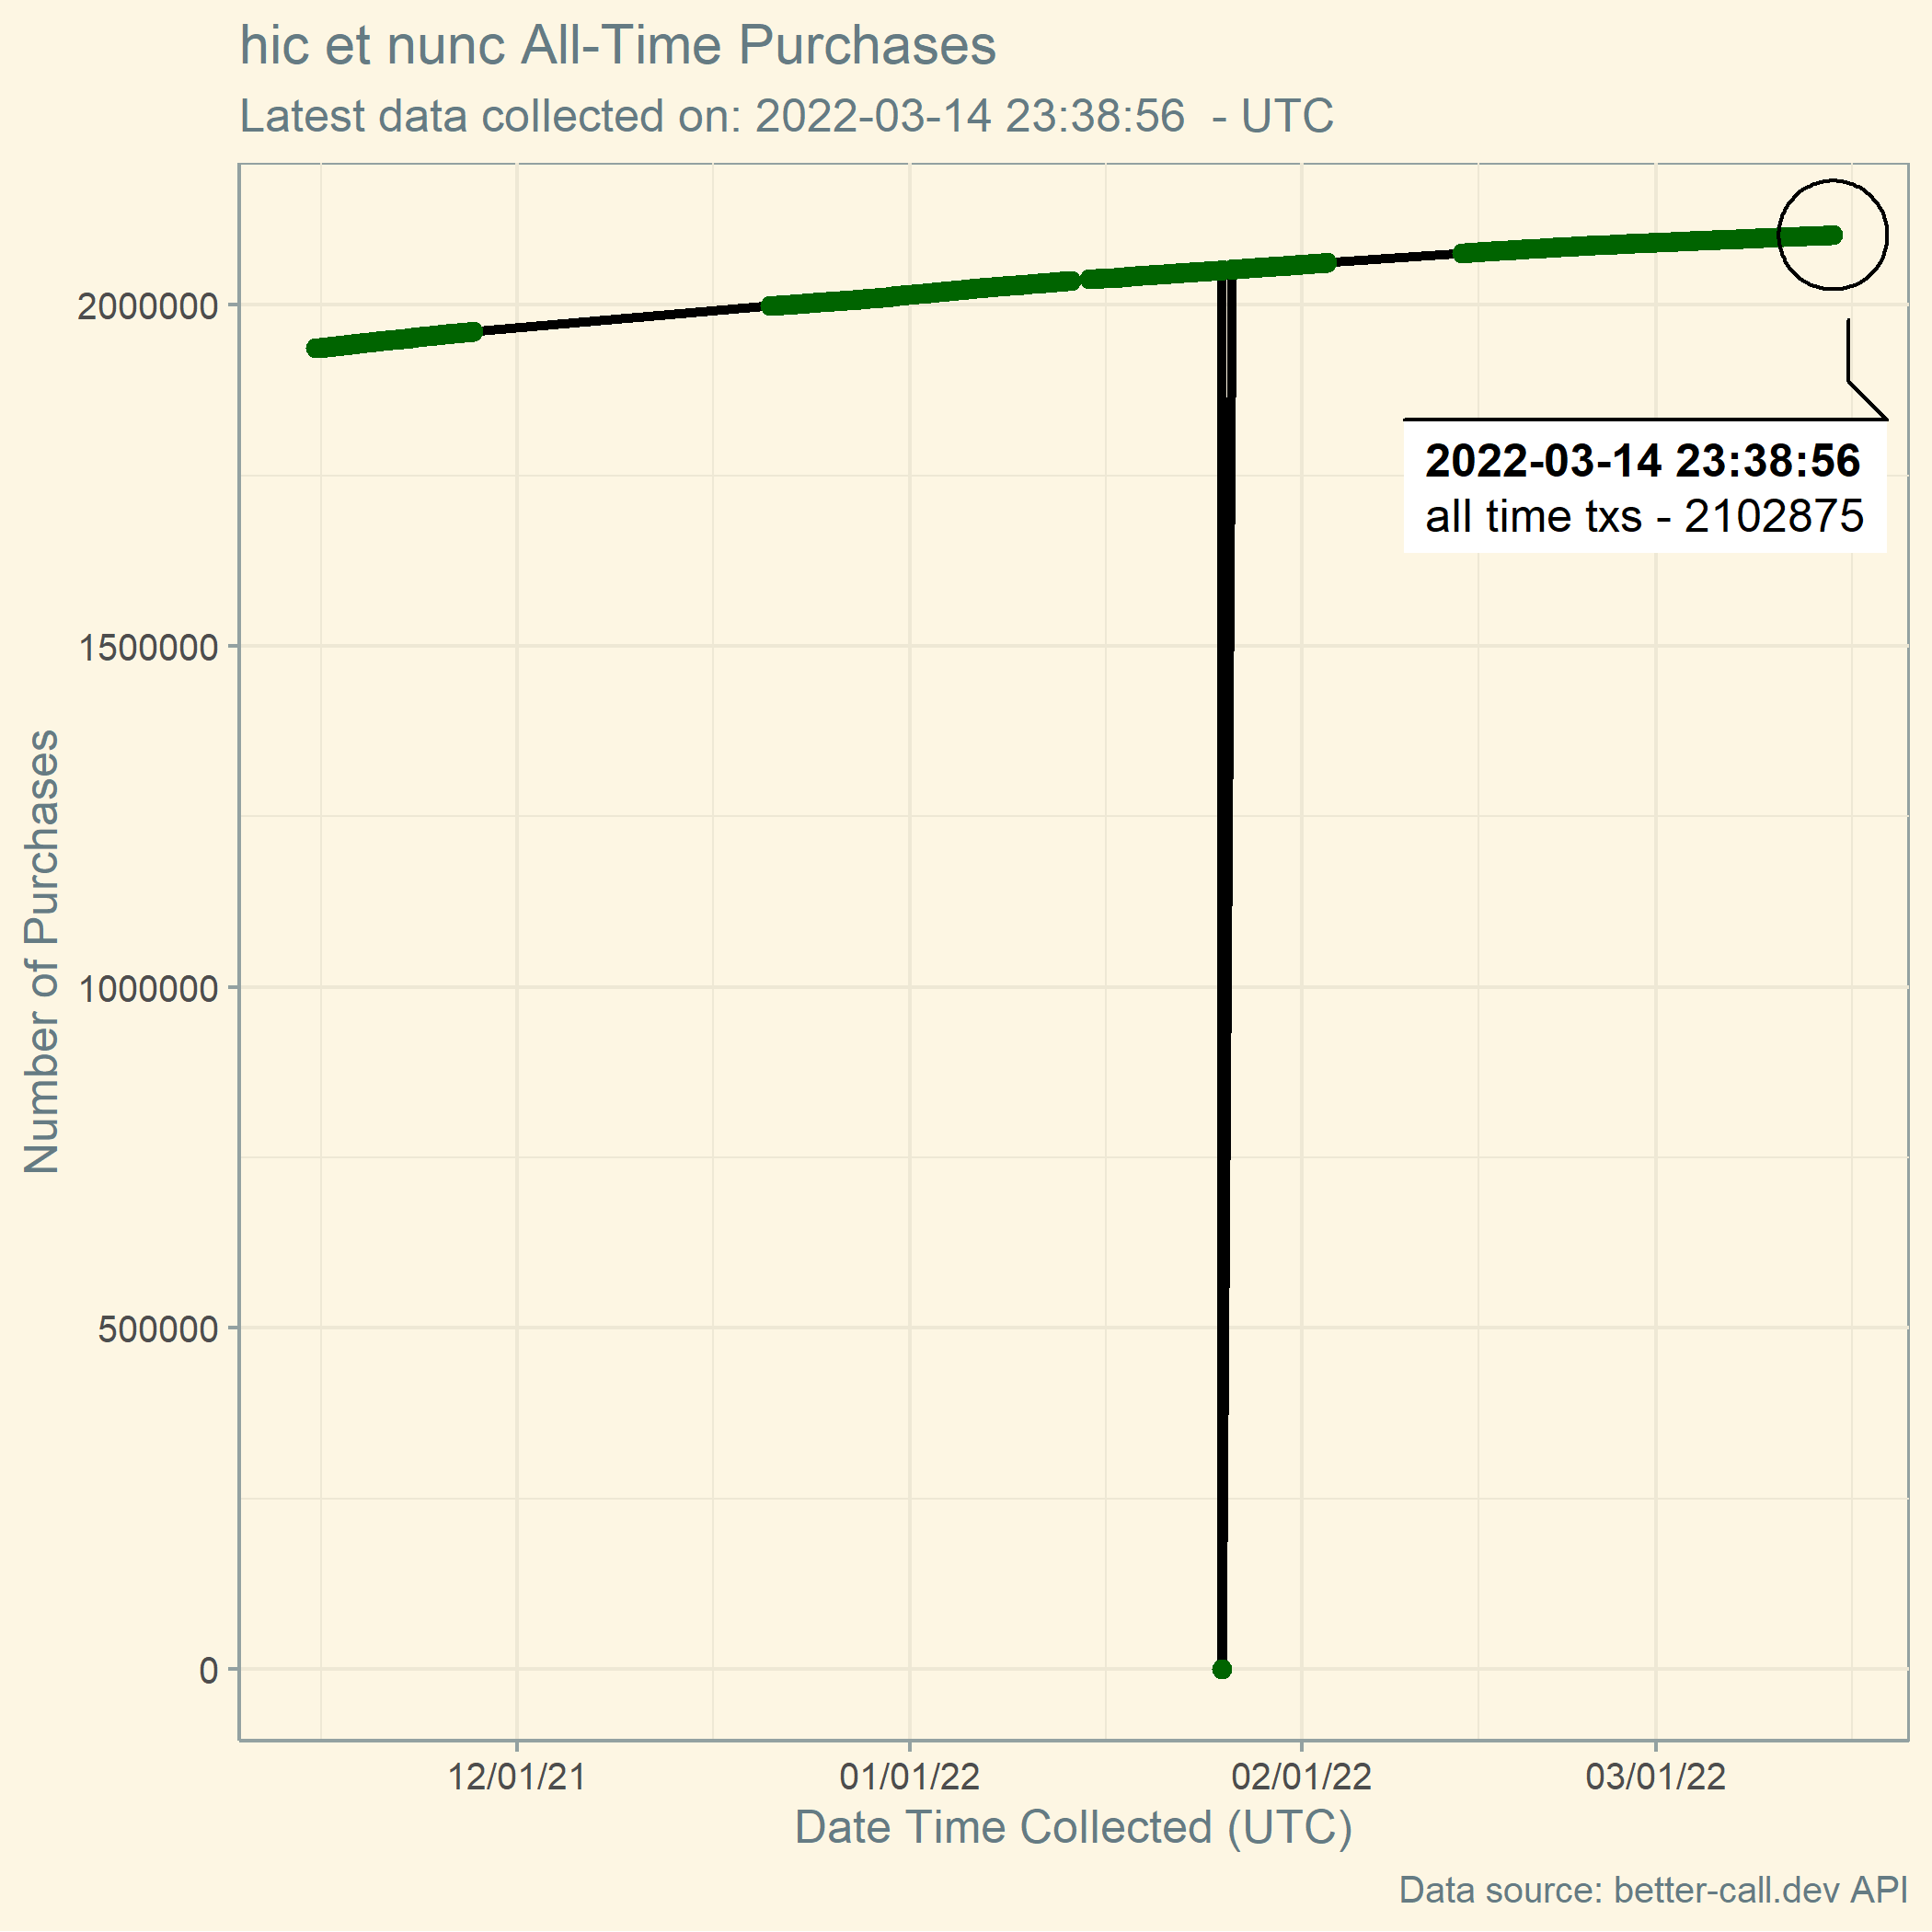 hic et nunc All-Time Purchases
Latest data collected on: 2022-03-14 23:38:56  - UTC
2022-03-14 23:38:56
all time txs - 2102875
Number of Purchases
2000000
1500000
1000000
500000
0
12/01/21
01/01/22
02/01/22
03/01/22
Date Time Collected (UTC)
Data source: better-call.dev API